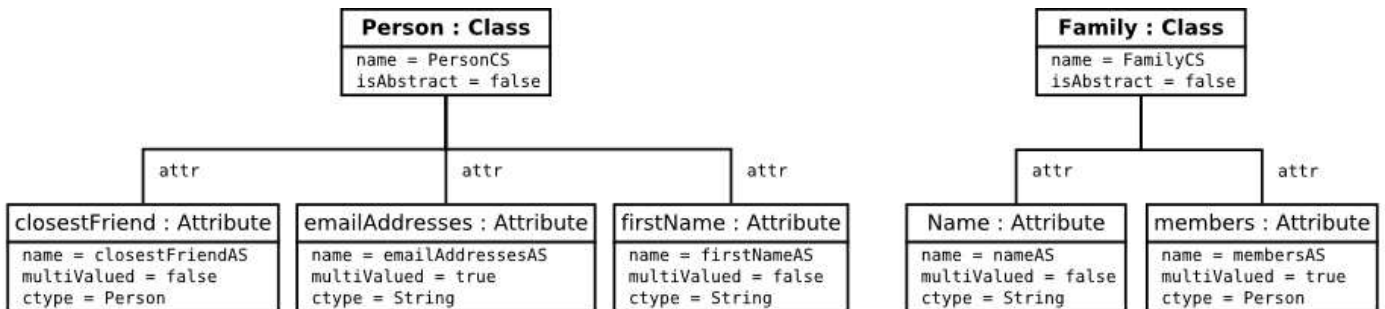 Person : Class
name = PersonCS
isAbstract = false
Family : Class
name = FamilyCS
isAbstract = false
attr
attr
attr
attr
attr
closestFriend : Attribute
name = closestFriendAS
multiValued = false
ctype = Person
emailAddresses : Attribute
name = emailAddressesAS
multiValued = true
ctype = String
firstName : Attribute
name = firstNameAS
multiValued = false
ctype = String
Name : Attribute
name = nameAS
multiValued = false
ctype = String
members : Attribute
name = membersAS
multiValued = true
ctype = Person